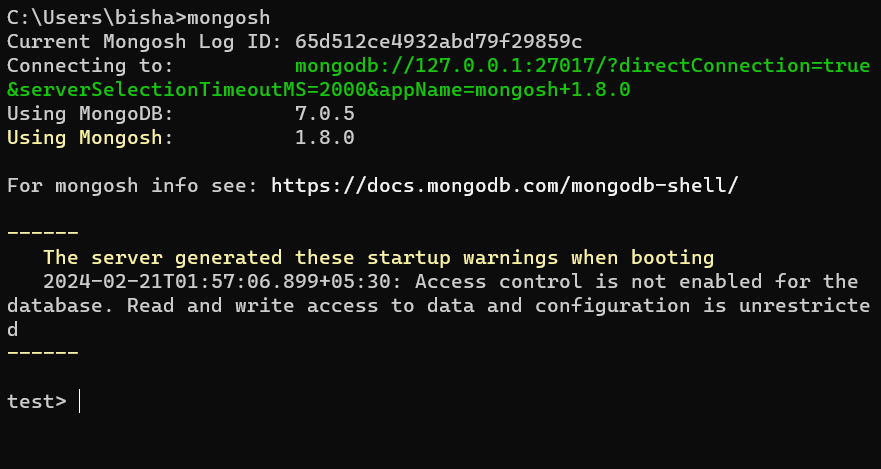 C:\Users\bisha>mongosh
Current Mongosh Log ID: 65d512ce4932abd79f29859c
Connecting to:          mongodb://127.0.0.1:27017/?directConnection=true
&serverSelectionTimeoutMS=2000&appName=mongosh+1.8.0
Using MongoDB:          7.0.5
Using Mongosh:          1.8.0
For mongosh info see: https://docs.mongodb.com/mongodb-shell/
------
   The server generated these startup warnings when booting
   2024-02-21T01:57:06.899+05:30: Access control is not enabled for the
database. Read and write access to data and configuration is unrestricte
d
------
test>